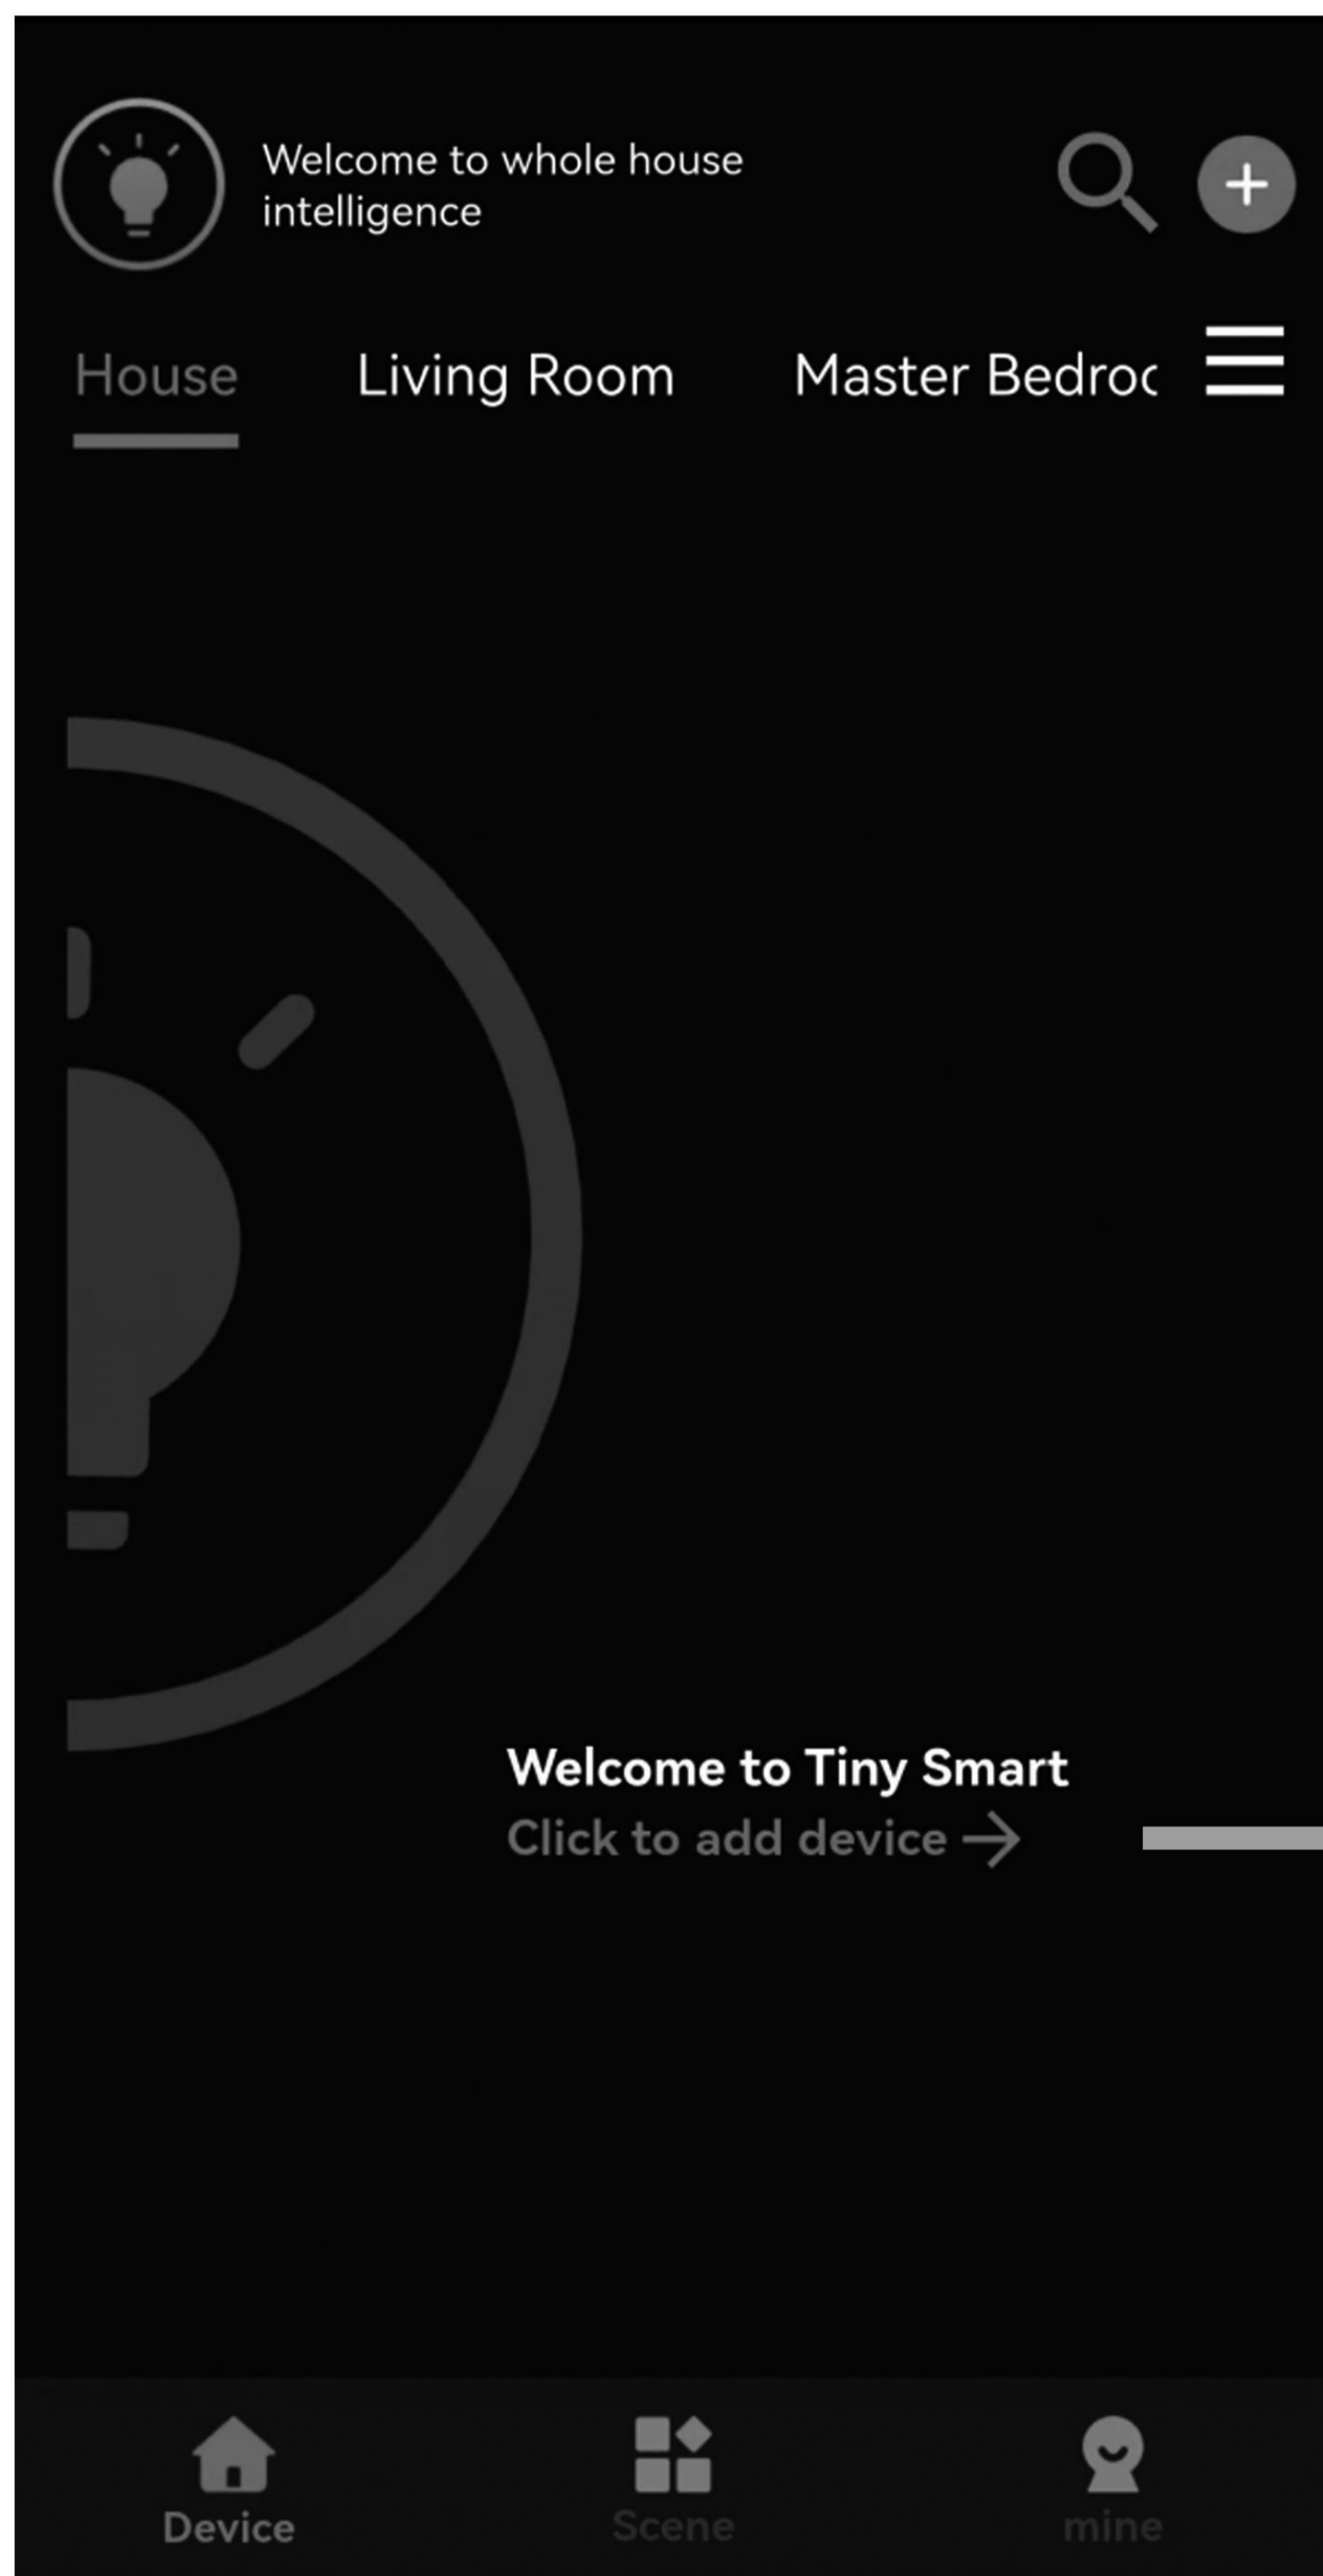 Welcome to whole house
intelligence
House Living Room Master Bedroo
Welcome to Tiny Smart
Click to add device
Device Scene mine